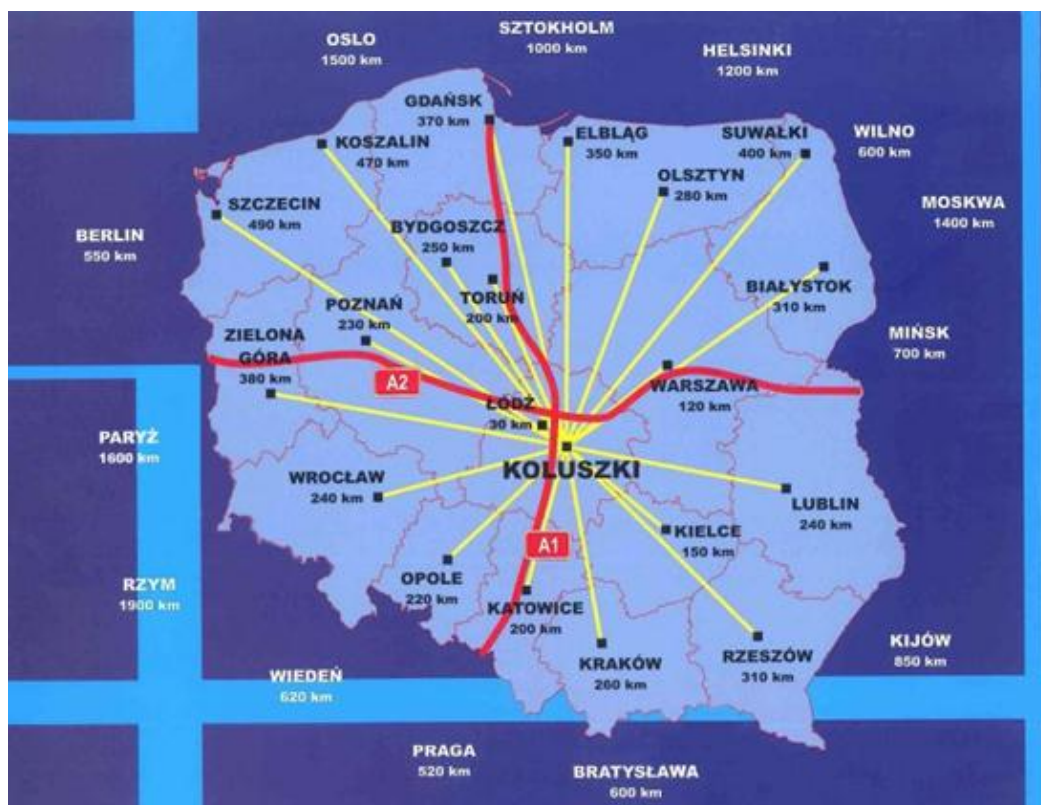 OSLO
1500 km
SZTOKHOLM
1000 km
HELSINKI
1200 km
GDAŃSK
370 km
KOSZALIN
470 km
ELBLĄG
350 km
SUWAŁKI
400 km
WILNO
600 km
OLSZTYN
280 km
MOSKWA
1400 km
SZCZECIN
490 km
BERLIN
550 km
BYDGOSZCZ
250 km
BIAŁYSTOK
310 km
TORUŃ
200 km
POZNAŃ
230 km
ZIELONA
GÓRA
380 km
MIŃSK
700 km
A2
WARSZAWA
120 km
ŁÓDŹ
30 km
PARYŻ
1600 km
KOLUSZKI
WROCŁAW
240 km
LUBLIN
240 km
KIELCE
150 km
A1
OPOLE
220 km
RZYM
1900 km
KATOWICE
200 km
KRAKÓW
260 km
RZESZÓW
310 km
KIJÓW
850 km
WIEDEŃ
620 km
PRAGA
520 km
BRATYSŁAWA
600 km